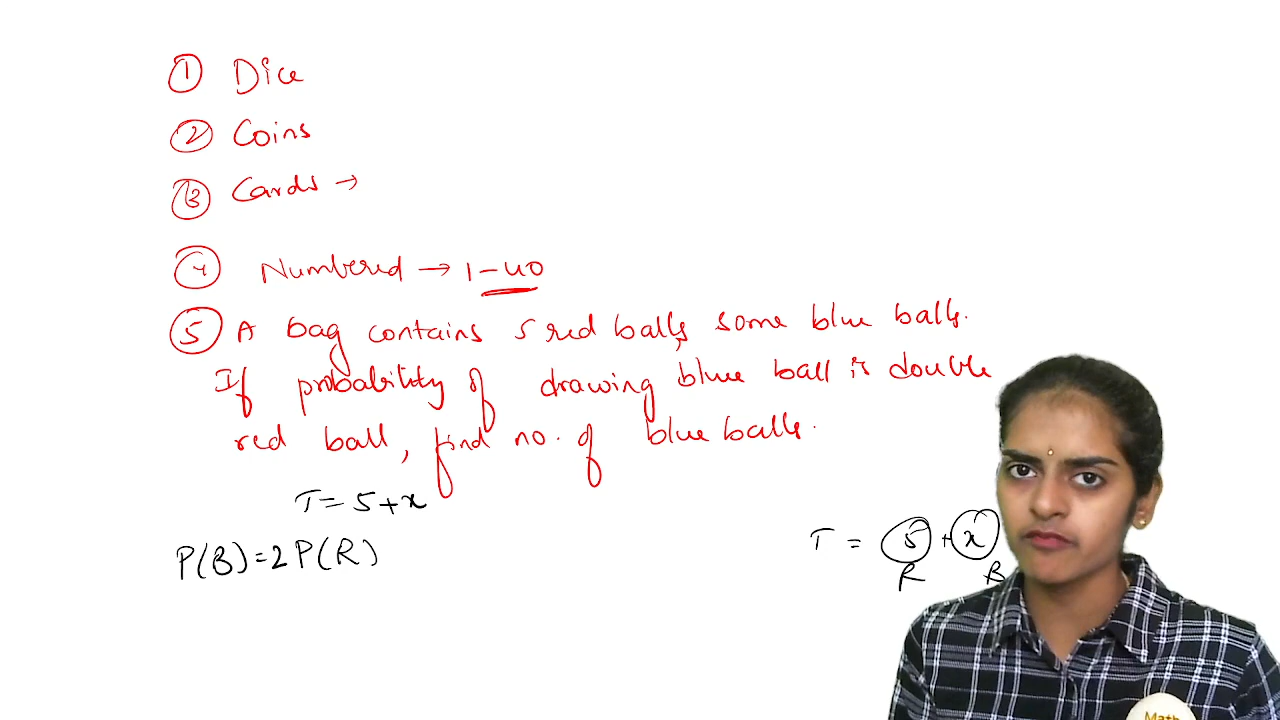 ① Dice
② Coins
③ Cards →
④ Numbered → 1-40
⑤ A bag contains 5 red balls, some blue balls.
If probability of drawing blue ball is double
red ball, find no. of blue balls.
T = 5+x
P(B)=2P(R)
T = 5 + x
R B
Math